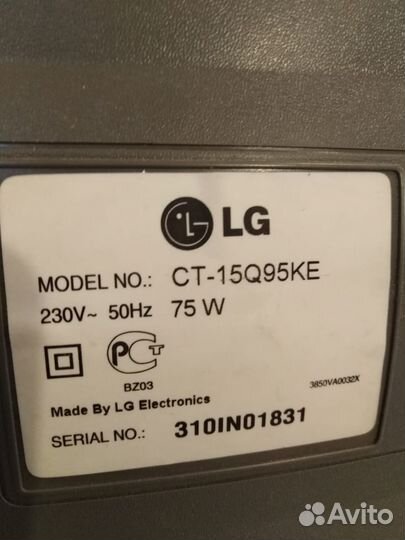 LG
MODEL NO.: CT-15Q95KE
230V~ 50Hz 75 W
PCT
BZ03
3850VA0032X
Made By LG Electronics
SERIAL NO.: 310IN01831
Avito